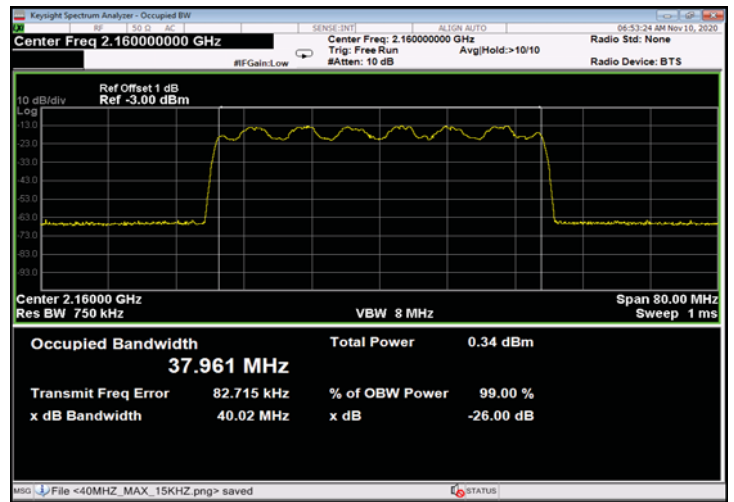 Keysight Spectrum Analyzer - Occupied BW
RF 50 Ω AC SENSE:INT ALIGN AUTO 06:53:24 AM Nov 10, 2020
Center Freq 2.160000000 GHz Center Freq: 2.160000000 GHz Radio Std: None
Trig: Free Run Avg|Hold:>10/10
#IFGain:Low #Atten: 10 dB Radio Device: BTS
Ref Offset 1 dB
10 dB/div Ref -3.00 dBm
Log
-13.0
-23.0
-33.0
-43.0
-53.0
-63.0
-73.0
-83.0
-93.0
Center 2.16000 GHz Span 80.00 MHz
Res BW 750 kHz VBW 8 MHz Sweep 1 ms
Occupied Bandwidth Total Power 0.34 dBm
37.961 MHz
Transmit Freq Error 82.715 kHz % of OBW Power 99.00 %
x dB Bandwidth 40.02 MHz x dB -26.00 dB
MSG File <40MHZ_MAX_15KHZ.png> saved STATUS